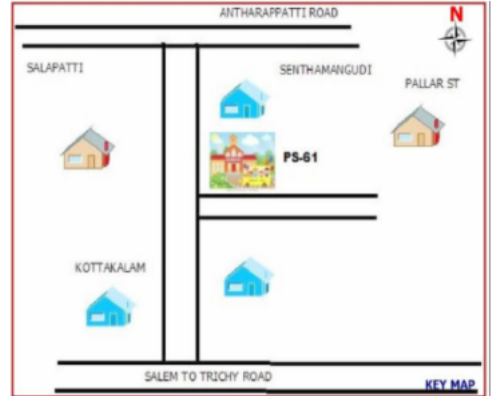 ANTHARAPPATTI ROAD
N
SALAPATTI
SENTHAMANGUDI
PALLAR ST
PS-61
KOTTAKALAM
SALEM TO TRICHY ROAD
KEY MAP